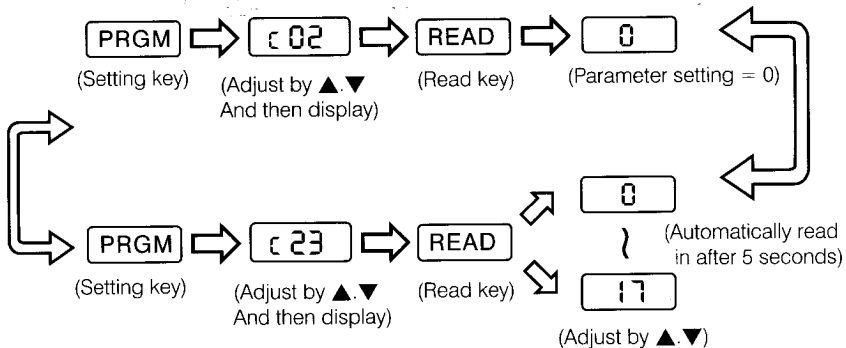 PRGM c 02 READ 0
(Setting key) (Adjust by ▲.▼ (Read key) (Parameter setting = 0)
And then display)
0
PRGM c 23 READ (Automatically read
in after 5 seconds)
(Setting key) (Adjust by ▲.▼ (Read key) 17
And then display)
(Adjust by ▲.▼)